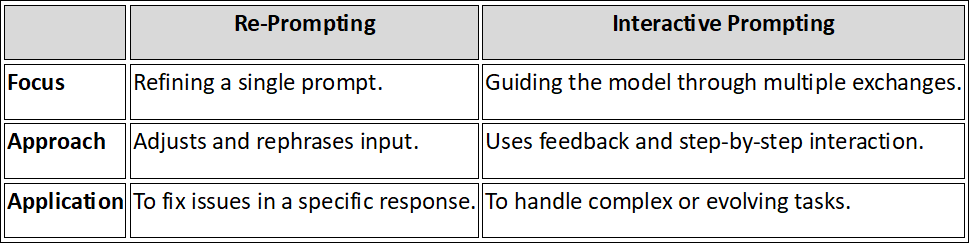 Re-Prompting Interactive Prompting
Focus Refining a single prompt. Guiding the model through multiple exchanges.
Approach Adjusts and rephrases input. Uses feedback and step-by-step interaction.
Application To fix issues in a specific response. To handle complex or evolving tasks.